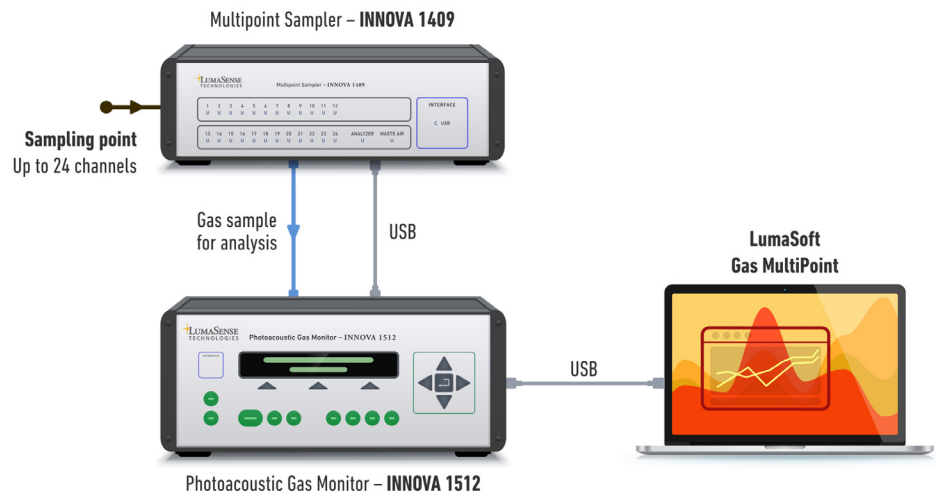 Multipoint Sampler – INNOVA 1409
LUMASENSE
TECHNOLOGIES
Multipoint Sampler – INNOVA 1409
1 2 3 4 5 6 7 8 9 10 11 12
U U U U U U U U U U U U
INTERFACE
C USB
13 14 15 16 17 18 19 20 21 22 23 24 ANALYZER WASTE AIR
U U U U U U U U U U U U U U
Sampling point
Up to 24 channels
Gas sample
for analysis
USB
LumaSoft
Gas MultiPoint
LUMASENSE
TECHNOLOGIES
Photoacoustic Gas Monitor – INNOVA 1512
INTERFACE
USB
Photoacoustic Gas Monitor – INNOVA 1512